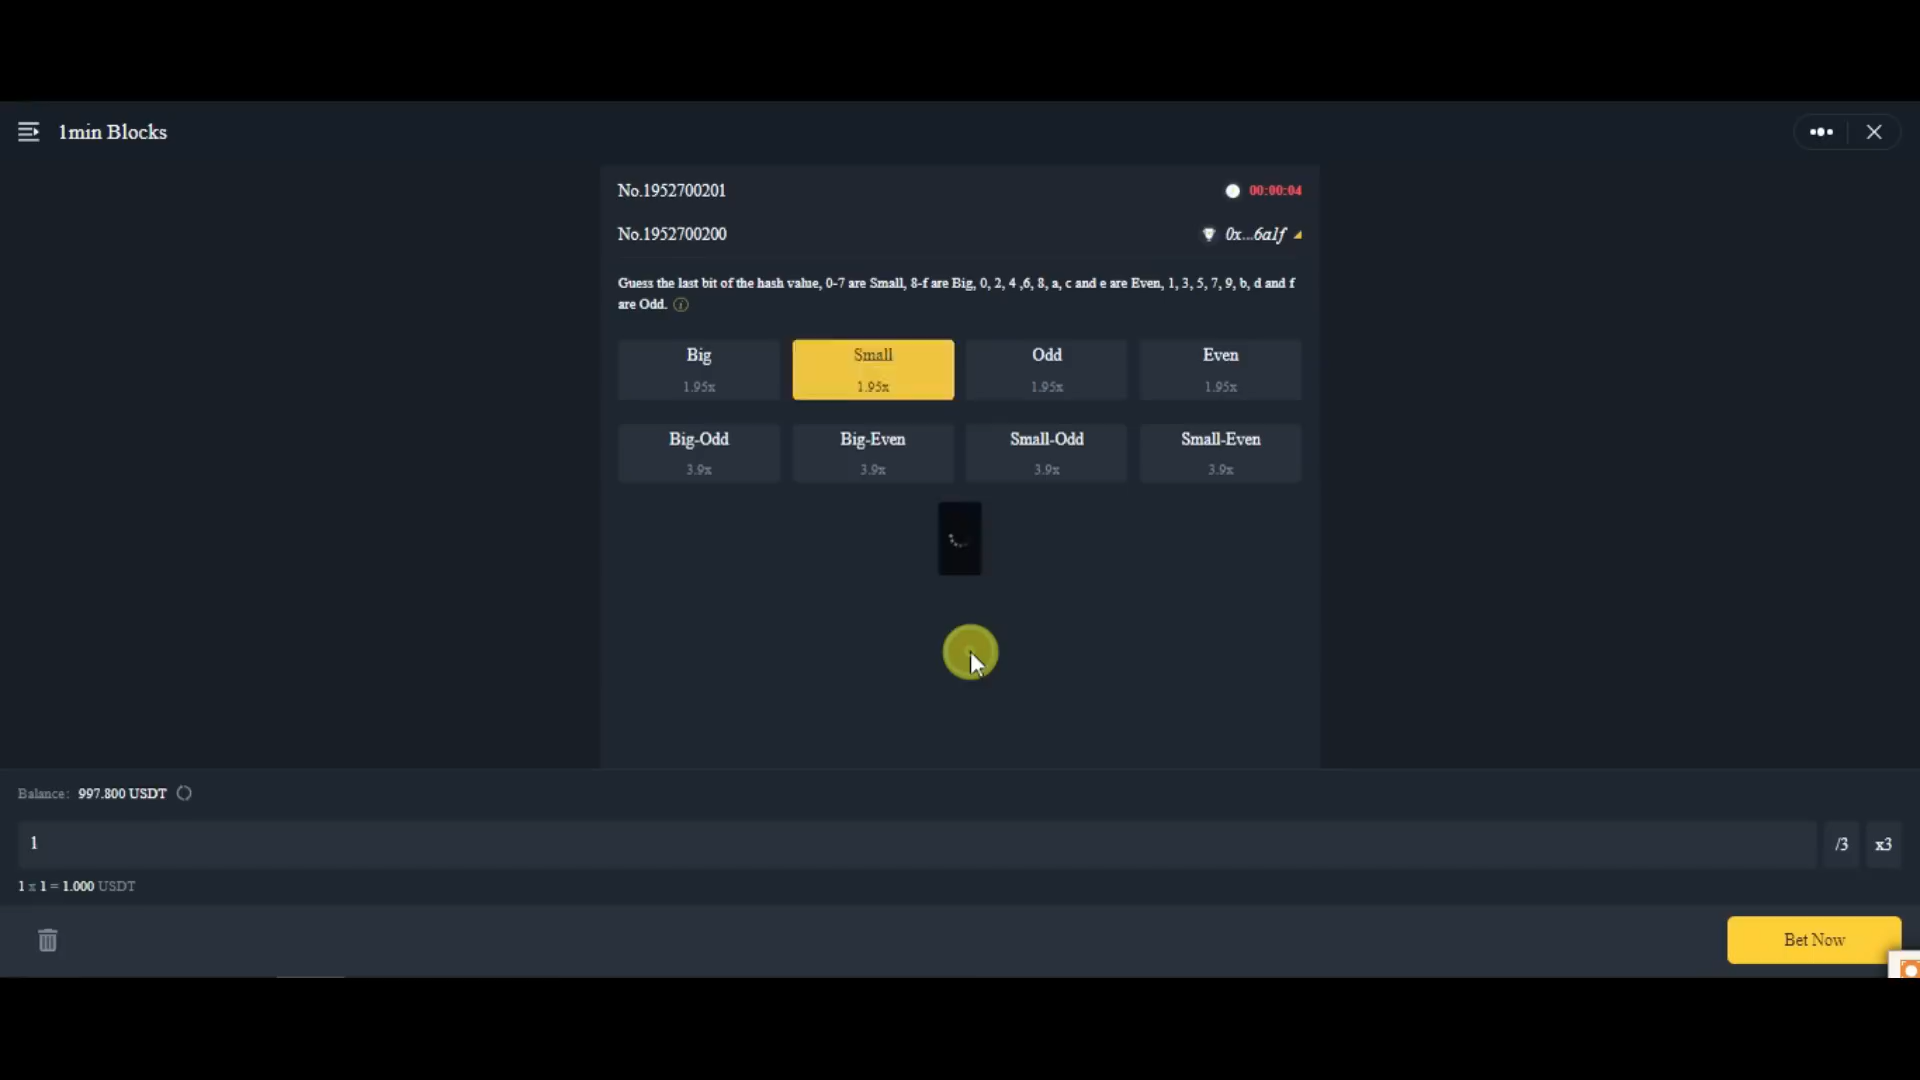 1min Blocks
No.1952700201
00:00:04
No.1952700200
0x...6a1f
Guess the last bit of the hash value, 0-7 are Small, 8-f are Big, 0, 2, 4 ,6, 8, a, c and e are Even, 1, 3, 5, 7, 9, b, d and f
are Odd.
Big Small Odd Even
1.95x 1.95x 1.95x 1.95x
Big-Odd Big-Even Small-Odd Small-Even
3.9x 3.9x 3.9x 3.9x
Balance: 997.800 USDT
1
/3 x3
1 x 1 = 1.000 USDT
Bet Now